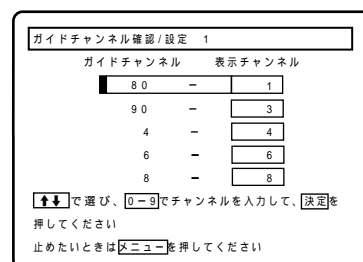 ガイドチャンネル確認/設定 1
ガイドチャンネル 表示チャンネル
80 － 1
90 － 3
4 － 4
6 － 6
8 － 8
⬆⬇で選び、0－9でチャンネルを入力して、決定を
押してください
止めたいときはメニューを押してください